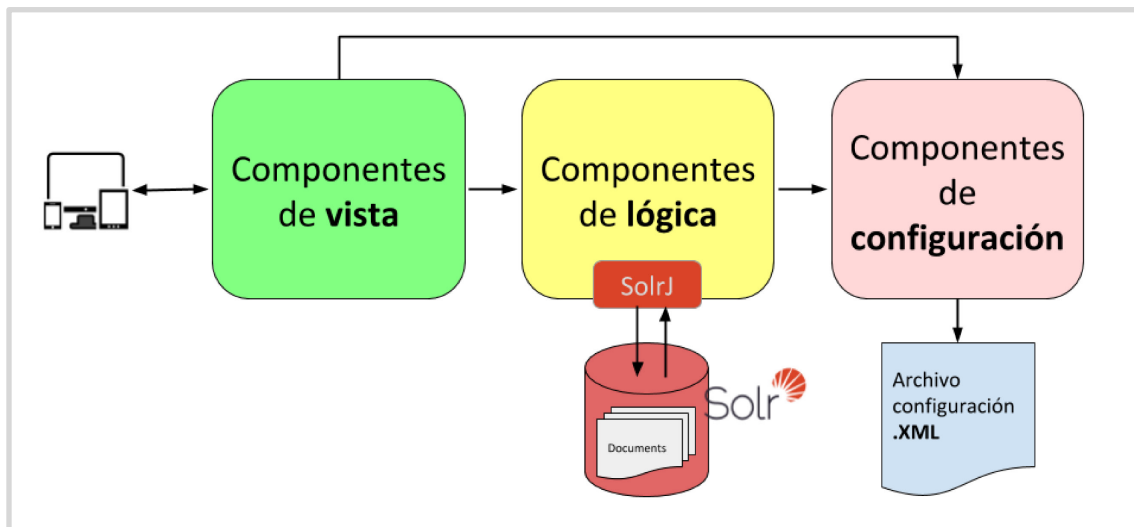 Componentes
de vista
Componentes
de lógica
Componentes
de
configuración
SolrJ
Solr
Documents
Archivo
configuración
.XML